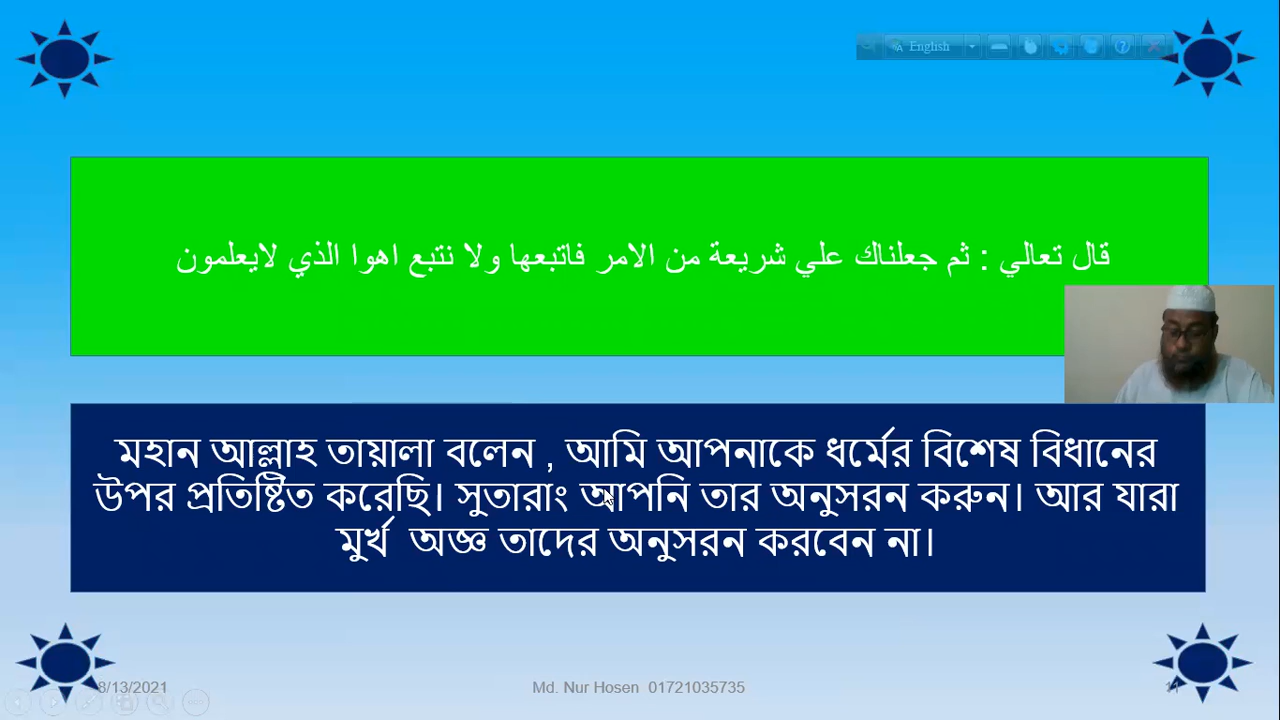 English
قال تعالي : ثم جعلناك علي شريعة من الامر فاتبعها ولا نتبع اهوا الذي لايعلمون
মহান আল্লাহ তায়ালা বলেন , আমি আপনাকে ধর্মের বিশেষ বিধানের
উপর প্রতিষ্টিত করেছি। সুতারাং আপনি তার অনুসরন করুন। আর যারা
মুর্খ অজ্ঞ তাদের অনুসরন করবেন না।
8/13/2021
Md. Nur Hosen 01721035735